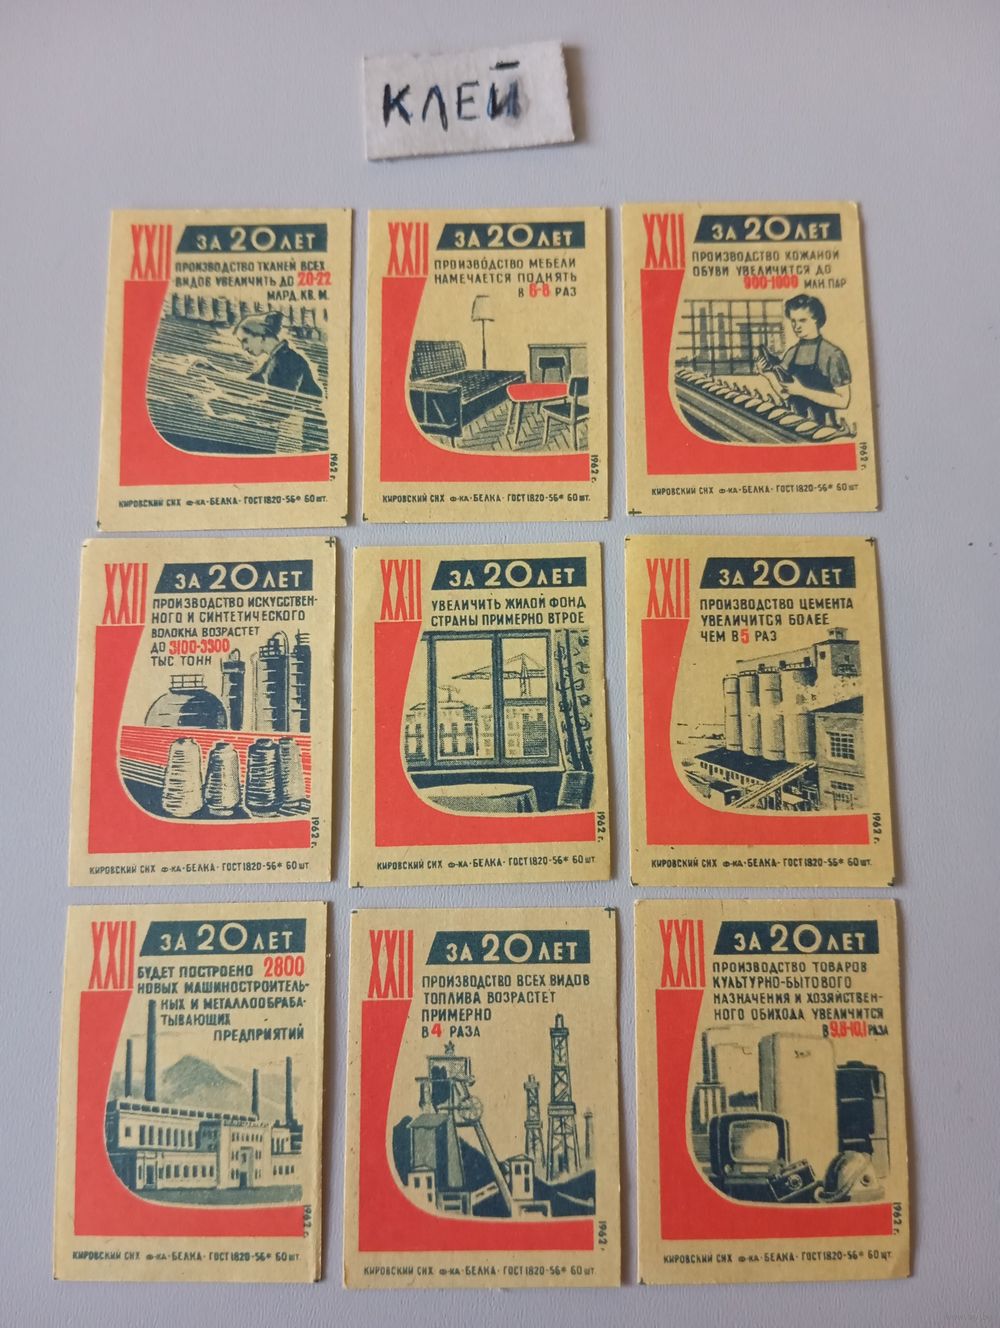 КЛЕЙ
XXII
ЗА 20 ЛЕТ
ПРОИЗВОДСТВО ТКАНЕЙ ВСЕХ
ВИДОВ УВЕЛИЧИТЬ ДО 20-22
МЛРД. КВ. М.
1962 г.
КИРОВСКИЙ СНХ Ф-КА·БЕЛКА· ГОСТ 1820-56* 60 шт.
XXII
ЗА 20 ЛЕТ
ПРОИЗВОДСТВО МЕБЕЛИ
НАМЕЧАЕТСЯ ПОДНЯТЬ
В 6-8 РАЗ
1962 г.
КИРОВСКИЙ СНХ Ф-КА·БЕЛКА· ГОСТ 1820-56* 60 шт.
XXII
ЗА 20 ЛЕТ
ПРОИЗВОДСТВО КОЖАНОЙ
ОБУВИ УВЕЛИЧИТСЯ ДО
900-1000 МЛН. ПАР
1962 г.
КИРОВСКИЙ СНХ Ф-КА·БЕЛКА· ГОСТ 1820-56* 60 шт.
XXII
ЗА 20 ЛЕТ
ПРОИЗВОДСТВО ИСКУССТВЕН-
НОГО И СИНТЕТИЧЕСКОГО
ВОЛОКНА ВОЗРАСТЕТ
ДО 3100-3300
ТЫС ТОНН
1962 г.
КИРОВСКИЙ СНХ Ф-КА·БЕЛКА· ГОСТ 1820-56* 60 шт.
XXII
ЗА 20 ЛЕТ
УВЕЛИЧИТЬ ЖИЛОЙ ФОНД
СТРАНЫ ПРИМЕРНО ВТРОЕ
1962 г.
КИРОВСКИЙ СНХ Ф-КА·БЕЛКА· ГОСТ 1820-56* 60 шт.
XXII
ЗА 20 ЛЕТ
ПРОИЗВОДСТВО ЦЕМЕНТА
УВЕЛИЧИТСЯ БОЛЕЕ
ЧЕМ В 5 РАЗ
1962 г.
КИРОВСКИЙ СНХ Ф-КА·БЕЛКА· ГОСТ 1820-56* 60 шт.
XXII
ЗА 20 ЛЕТ
БУДЕТ ПОСТРОЕНО 2800
НОВЫХ МАШИНОСТРОИТЕЛЬ-
НЫХ И МЕТАЛЛООБРАБА-
ТЫВАЮЩИХ
ПРЕДПРИЯТИЙ
1962 г.
КИРОВСКИЙ СНХ Ф-КА·БЕЛКА· ГОСТ 1820-56* 60 шт.
XXII
ЗА 20 ЛЕТ
ПРОИЗВОДСТВО ВСЕХ ВИДОВ
ТОПЛИВА ВОЗРАСТЕТ
ПРИМЕРНО
В 4 РАЗА
1962
КИРОВСКИЙ СНХ Ф-КА·БЕЛКА· ГОСТ 1820-56* 60 шт.
XXII
ЗА 20 ЛЕТ
ПРОИЗВОДСТВО ТОВАРОВ
КУЛЬТУРНО-БЫТОВОГО
НАЗНАЧЕНИЯ И ХОЗЯЙСТВЕН-
НОГО ОБИХОДА УВЕЛИЧИТСЯ
В 9,8-10,1 РАЗА
1962 г.
КИРОВСКИЙ СНХ Ф-КА·БЕЛКА· ГОСТ 1820-56* 60 шт.